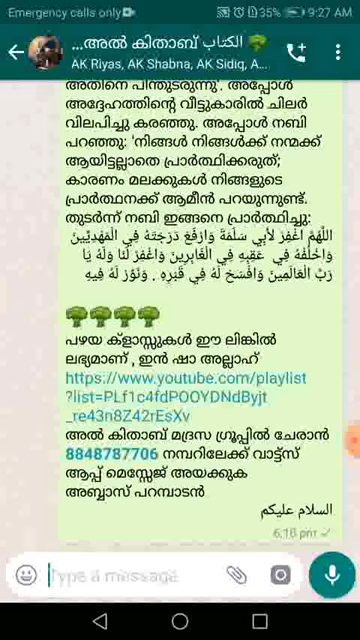 Emergency calls only
35% 9:27 AM
...അൽ കിതാബ് الكتاب
AK Riyas, AK Shabna, AK Sidiq, A...
അതിനെ പിന്തുടരുന്നു'. അപ്പോൾ
അദ്ദേഹത്തിന്റെ വീട്ടുകാരിൽ ചിലർ
വിലപിച്ചു കരഞ്ഞു. അപ്പോൾ നബി
പറഞ്ഞു: 'നിങ്ങൾ നിങ്ങൾക്ക് നന്മക്ക്
ആയിട്ടല്ലാതെ പ്രാർത്ഥിക്കരുത്;
കാരണം മലക്കുകൾ നിങ്ങളുടെ
പ്രാർത്ഥനക്ക് ആമീൻ പറയുന്നുണ്ട്.
തുടർന്ന് നബി ഇങ്ങനെ പ്രാർത്ഥിച്ചു:
اللَّهُمَّ اغْفِرْ لأَبِي سَلَمَةَ وَارْفَعْ دَرَجَتَهُ فِي الْمَهْدِيِّينَ
وَاخْلُفْهُ فِي عَقِبِهِ فِي الْغَابِرِينَ وَاغْفِرْ لَنَا وَلَهُ يَا
رَبَّ الْعَالَمِينَ وَافْسَحْ لَهُ فِي قَبْرِهِ . وَنَوِّرْ لَهُ فِيهِ
പഴയ ക്‌ളാസ്സുകൾ ഈ ലിങ്കിൽ
ലഭ്യമാണ് , ഇൻ ഷാ അല്ലാഹ്
https://www.youtube.com/playlist
?list=PLf1c4fdPOOYDNdByjt
_re43n8Z42rEsXv
അൽ കിതാബ് മദ്രസ ഗ്രൂപ്പിൽ ചേരാൻ
8848787706 നമ്പറിലേക്ക് വാട്ട്സ്
ആപ്പ് മെസ്സേജ് അയക്കുക
അബ്ബാസ് പറമ്പാടൻ
السلام عليكم
6:10 pm
Type a message